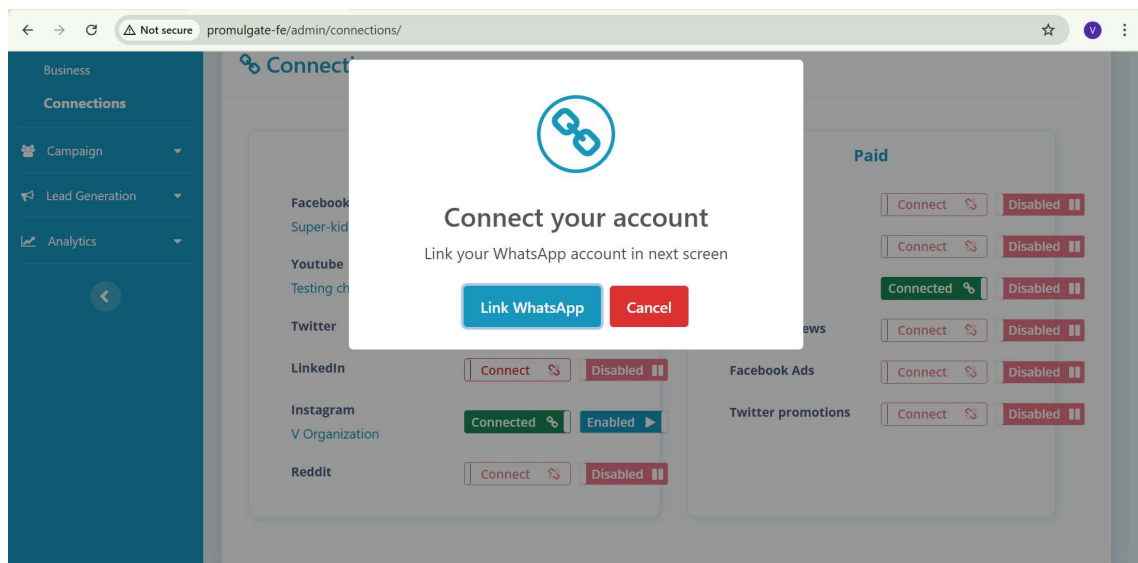 Not secure
promulgate-fe/admin/connections/
V
Business
Connections
Campaign
Lead Generation
Analytics
Connecti
Paid
Facebook
Super-kid
Youtube
Testing ch
Twitter
LinkedIn
Connect
Disabled
Instagram
V Organization
Connected
Enabled
Reddit
Connect
Disabled
Connect your account
Link your WhatsApp account in next screen
Link WhatsApp
Cancel
Connect
Disabled
Connect
Disabled
Connected
Disabled
ews
Connect
Disabled
Facebook Ads
Connect
Disabled
Twitter promotions
Connect
Disabled